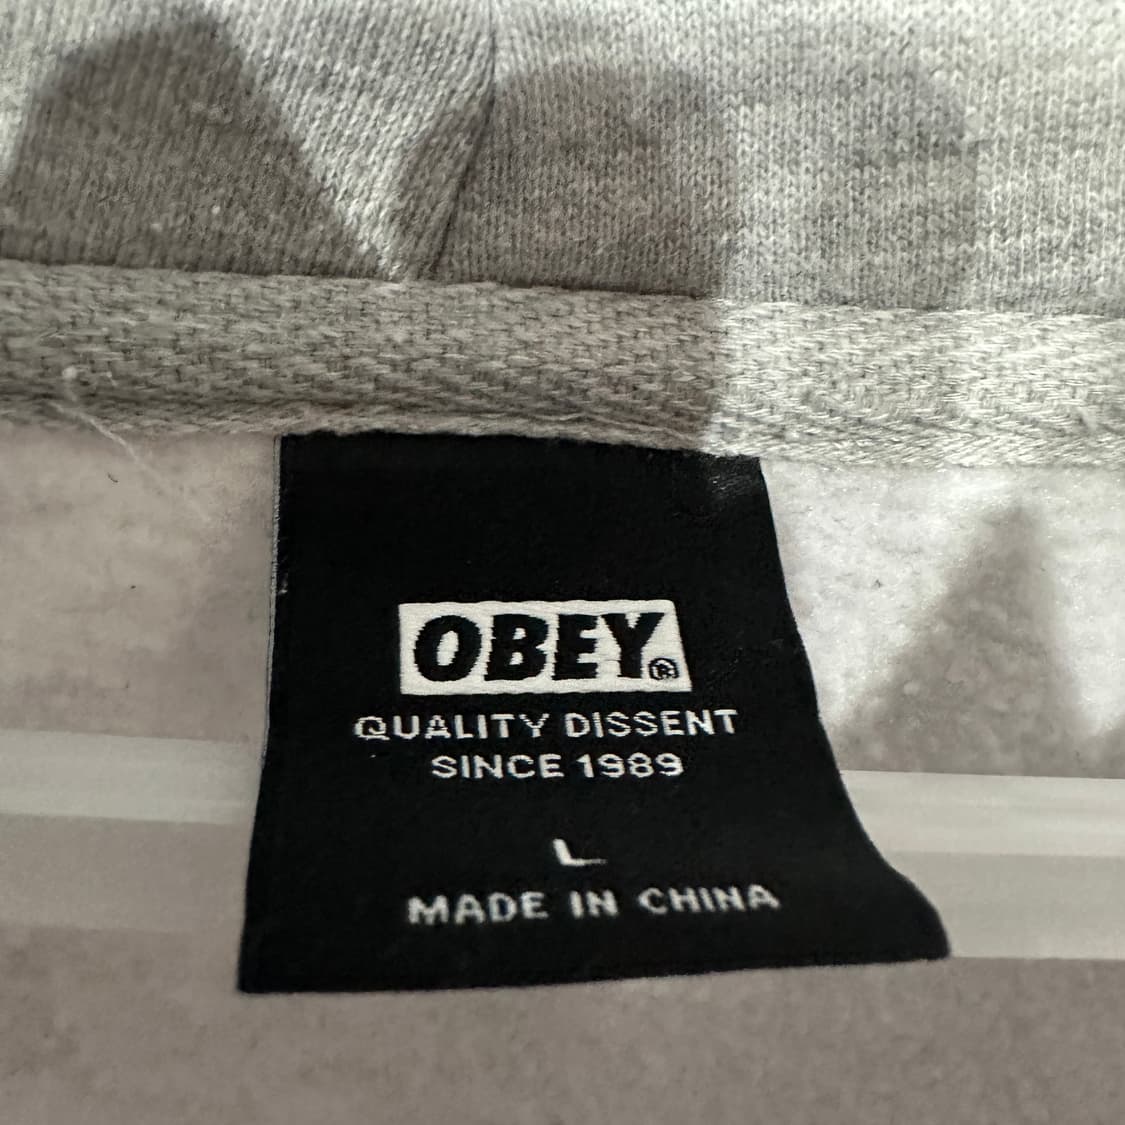 OBEY®
QUALITY DISSENT
SINCE 1989
L
MADE IN CHINA